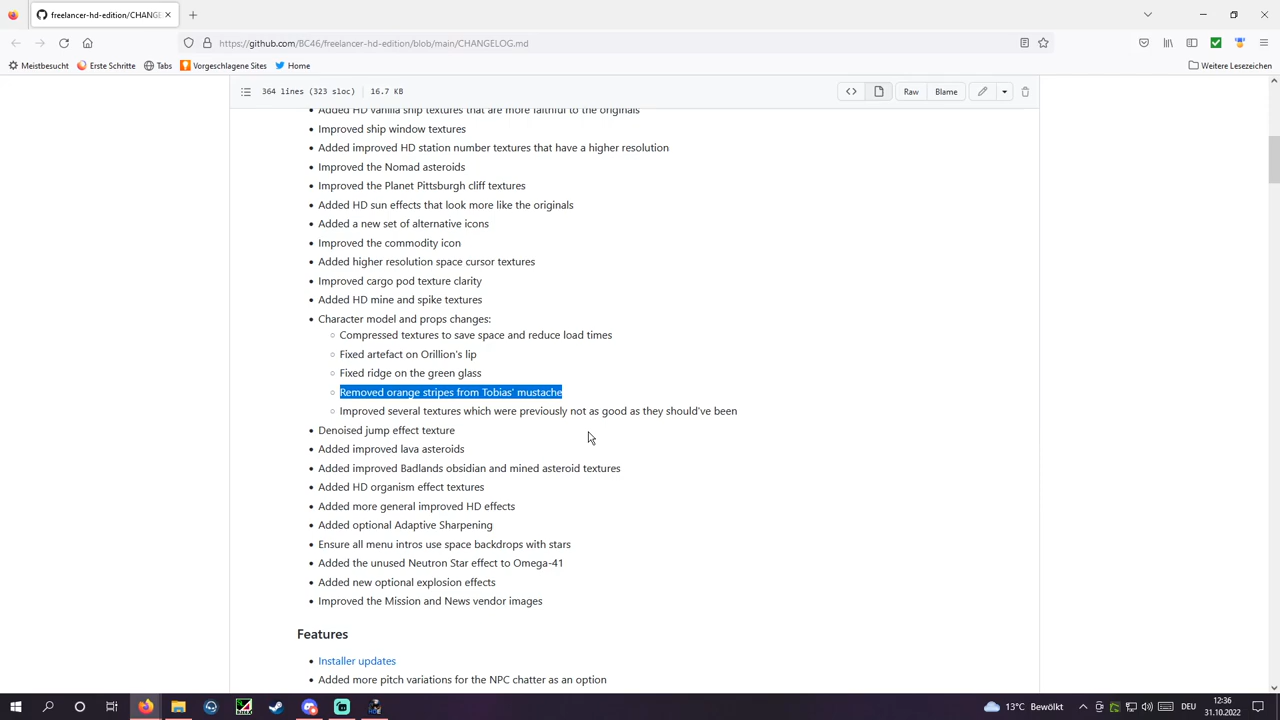 freelancer-hd-edition/CHANGE
https://github.com/BC46/freelancer-hd-edition/blob/main/CHANGELOG.md
Meistbesucht Erste Schritte Tabs Vorgeschlagene Sites Home Weitere Lesezeichen
364 lines (323 sloc) 16.7 KB Raw Blame
Added HD vanilla ship textures that are more faithful to the originals
Improved ship window textures
Added improved HD station number textures that have a higher resolution
Improved the Nomad asteroids
Improved the Planet Pittsburgh cliff textures
Added HD sun effects that look more like the originals
Added a new set of alternative icons
Improved the commodity icon
Added higher resolution space cursor textures
Improved cargo pod texture clarity
Added HD mine and spike textures
Character model and props changes:
Compressed textures to save space and reduce load times
Fixed artefact on Orillion's lip
Fixed ridge on the green glass
Removed orange stripes from Tobias' mustache
Improved several textures which were previously not as good as they should've been
Denoised jump effect texture
Added improved lava asteroids
Added improved Badlands obsidian and mined asteroid textures
Added HD organism effect textures
Added more general improved HD effects
Added optional Adaptive Sharpening
Ensure all menu intros use space backdrops with stars
Added the unused Neutron Star effect to Omega-41
Added new optional explosion effects
Improved the Mission and News vendor images
Features
Installer updates
Added more pitch variations for the NPC chatter as an option
13°C Bewölkt DEU 12:36
31.10.2022